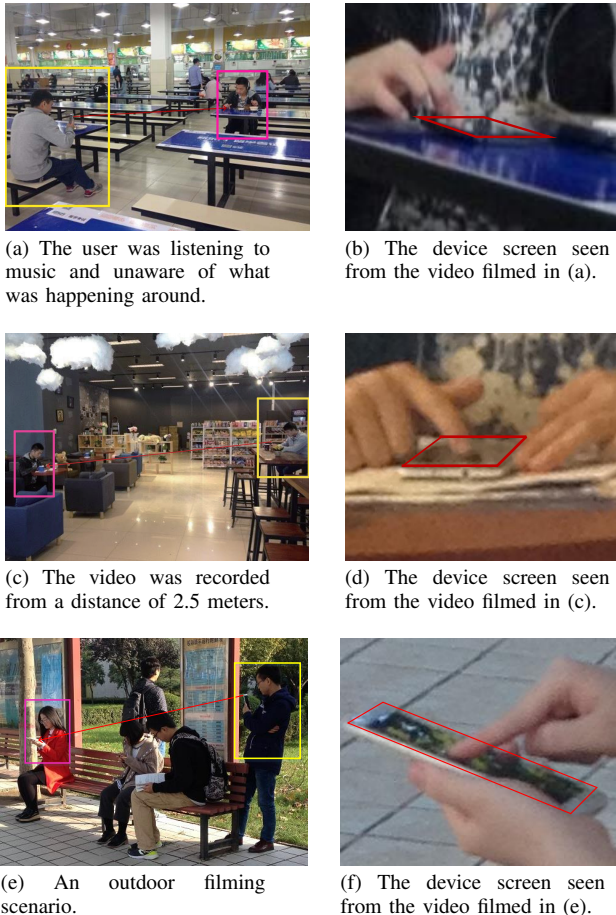 (a) The user was listening to
music and unaware of what
was happening around.
(b) The device screen seen
from the video filmed in (a).
(c) The video was recorded
from a distance of 2.5 meters.
(d) The device screen seen
from the video filmed in (c).
(e) An outdoor filming
scenario.
(f) The device screen seen
from the video filmed in (e).